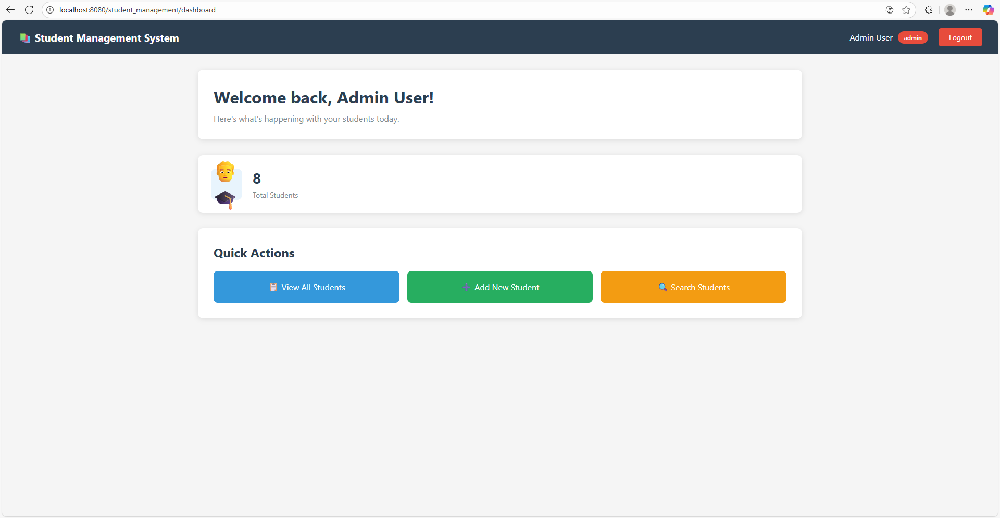 localhost:8080/student_management/dashboard
Student Management System
Admin User
admin
Logout
Welcome back, Admin User!
Here's what's happening with your students today.
8
Total Students
Quick Actions
View All Students
Add New Student
Search Students